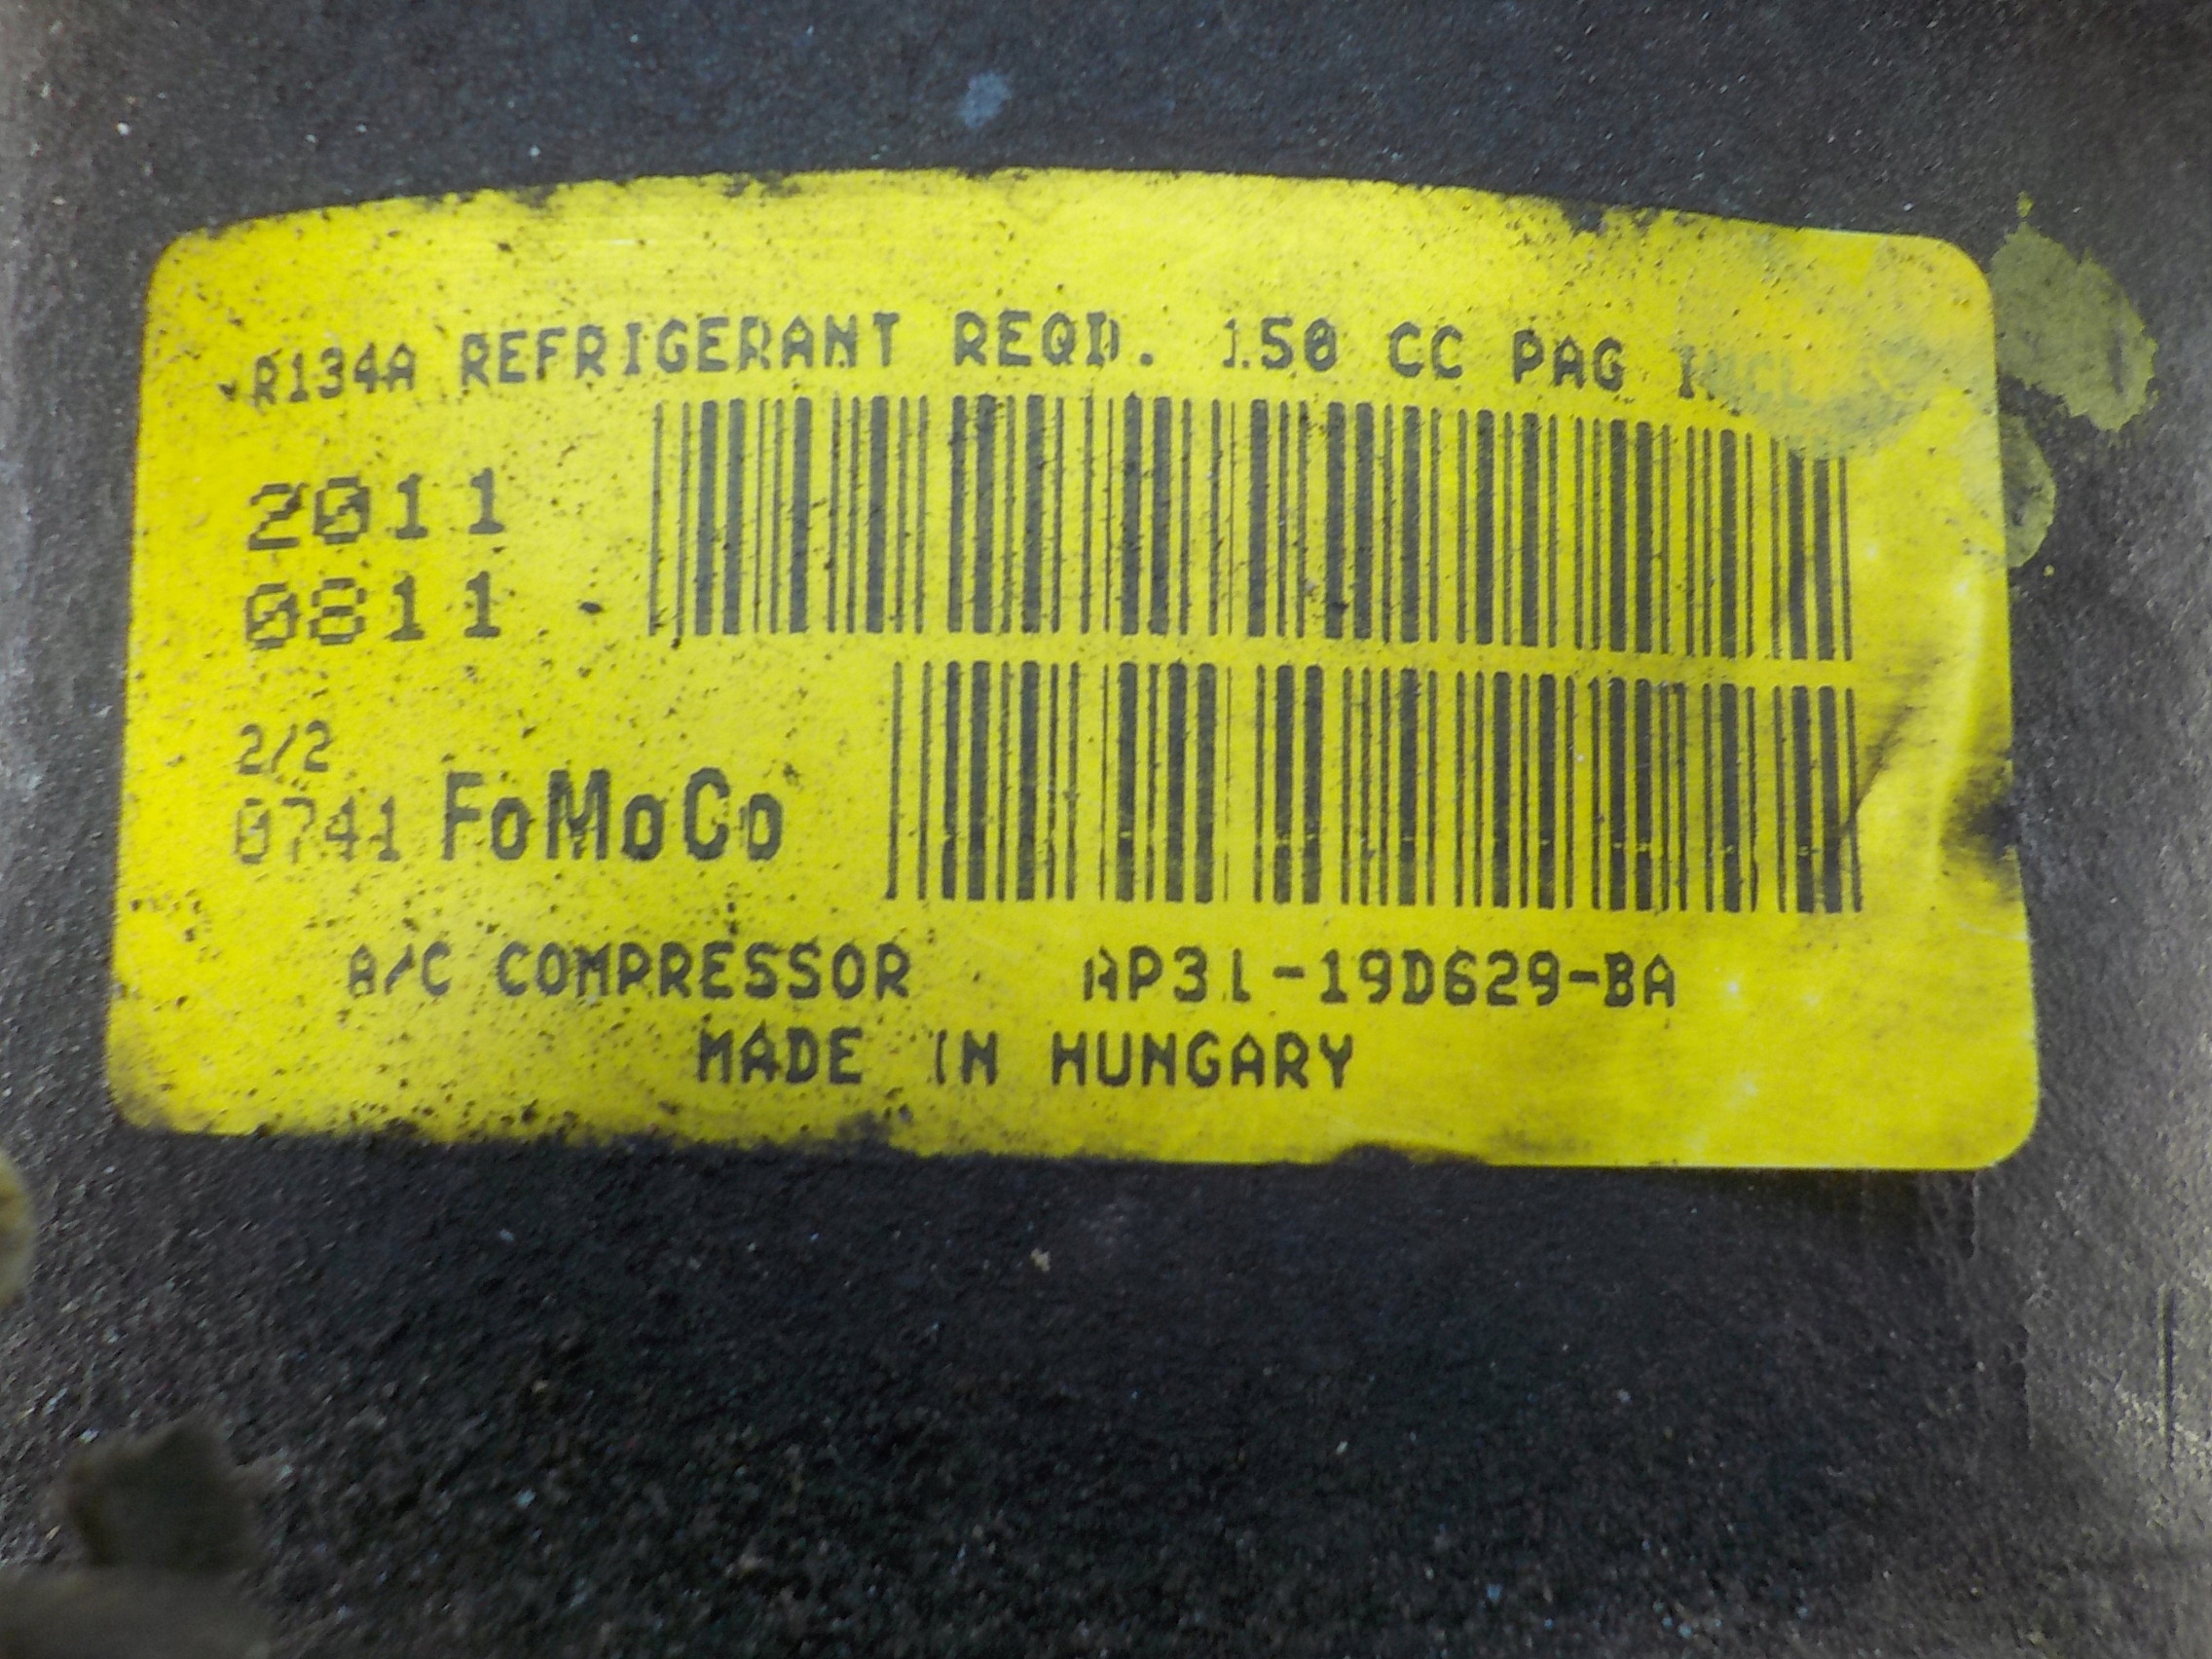 R134A REFRIGERANT REQD. 150 CC PAG INCL.
2011
0811
2/2
0741 FoMoCo
A/C COMPRESSOR AP31-19D629-BA
MADE IN HUNGARY